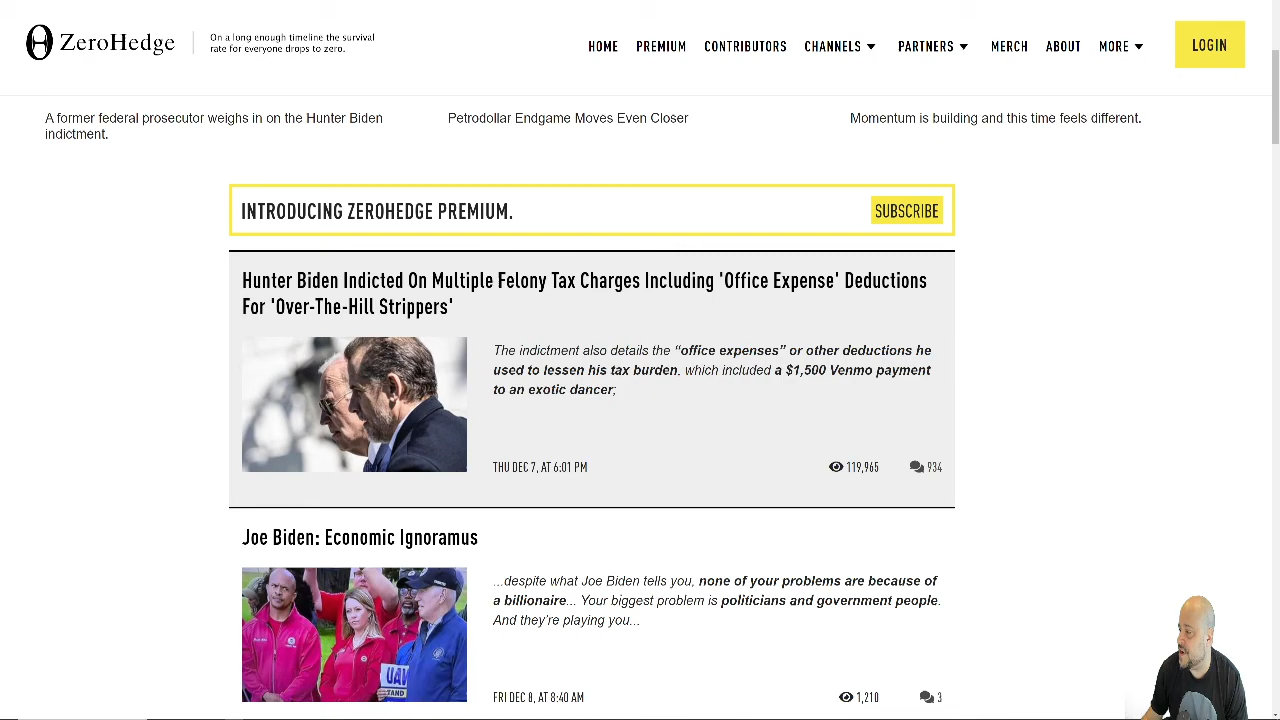 ZeroHedge
On a long enough timeline the survival
rate for everyone drops to zero.
HOME PREMIUM CONTRIBUTORS CHANNELS PARTNERS MERCH ABOUT MORE LOGIN
A former federal prosecutor weighs in on the Hunter Biden
indictment.
Petrodollar Endgame Moves Even Closer
Momentum is building and this time feels different.
INTRODUCING ZEROHEDGE PREMIUM.
SUBSCRIBE
Hunter Biden Indicted On Multiple Felony Tax Charges Including 'Office Expense' Deductions
For 'Over-The-Hill Strippers'
The indictment also details the “office expenses” or other deductions he
used to lessen his tax burden, which included a $1,500 Venmo payment
to an exotic dancer;
THU DEC 7, AT 6:01 PM 119,965 934
Joe Biden: Economic Ignoramus
...despite what Joe Biden tells you, none of your problems are because of
a billionaire... Your biggest problem is politicians and government people.
And they're playing you...
UAW
STAND
FRI DEC 8, AT 8:40 AM 1,210 3